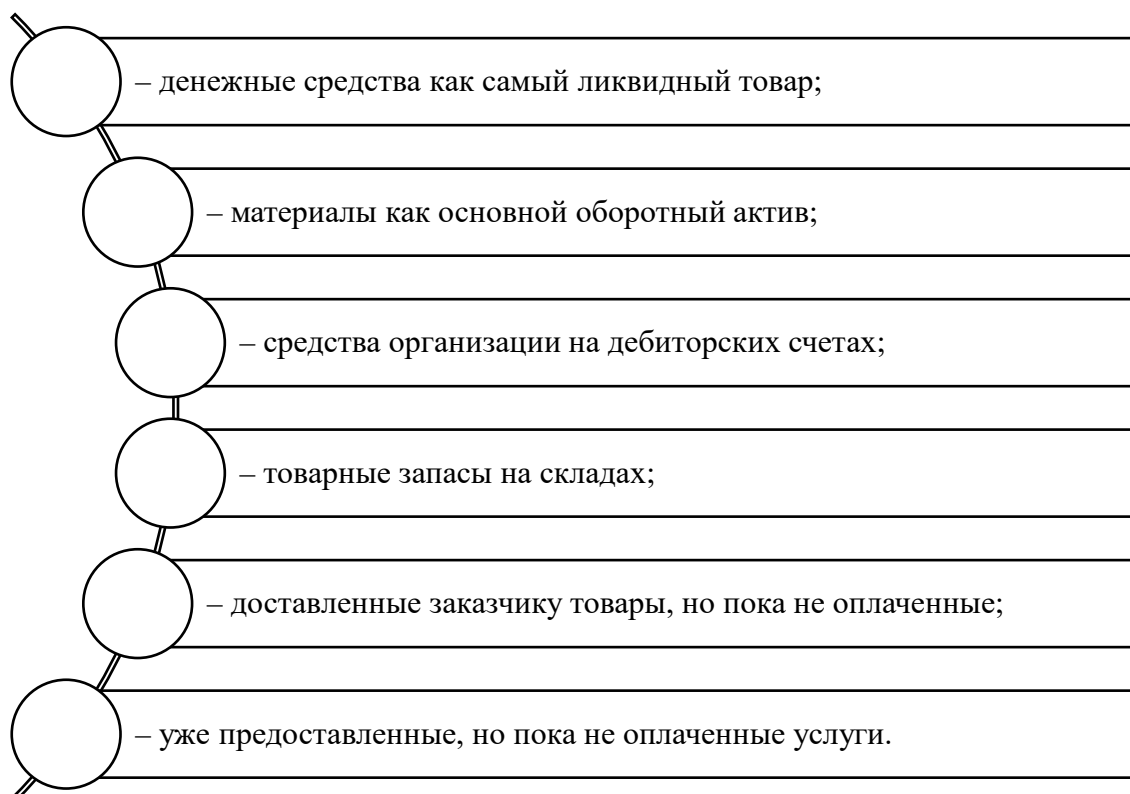 – денежные средства как самый ликвидный товар;
– материалы как основной оборотный актив;
– средства организации на дебиторских счетах;
– товарные запасы на складах;
– доставленные заказчику товары, но пока не оплаченные;
– уже предоставленные, но пока не оплаченные услуги.